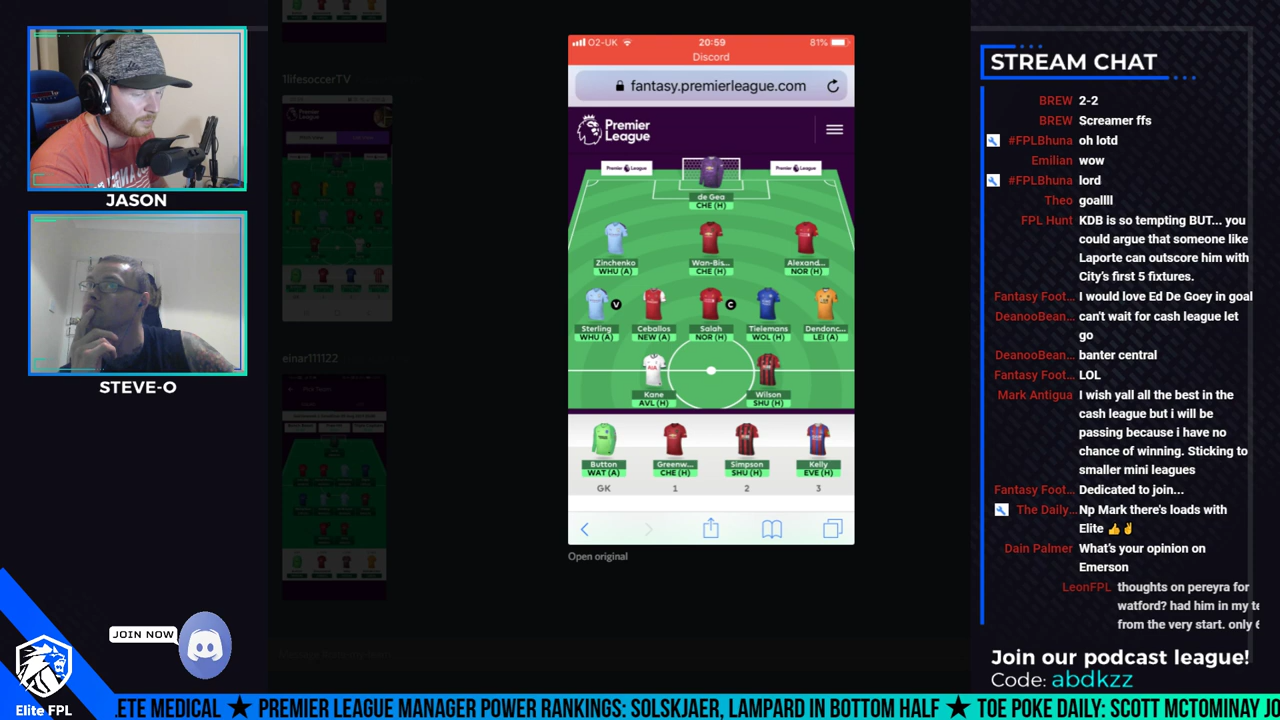 JASON
STEVE-O
JOIN NOW
Elite FPL
1lifesoccerTV
einar111122
O2-UK
20:59
81%
Discord
fantasy.premierleague.com
Premier
League
Premier League
Premier League
de Gea
CHE (H)
Zinchenko
WHU (A)
Wan-Bis...
CHE (H)
Alexand...
NOR (H)
V
C
Sterling
WHU (A)
Ceballos
NEW (A)
Salah
NOR (H)
Tielemans
WOL (H)
Dendonc...
LEI (A)
Kane
AVL (H)
Wilson
SHU (H)
Button
WAT (A)
Greenw...
CHE (H)
Simpson
SHU (H)
Kelly
EVE (H)
GK
1
2
3
Open original
STREAM CHAT
BREW 2-2
BREW Screamer ffs
#FPLBhuna oh lotd
Emilian wow
#FPLBhuna lord
Theo goallll
FPL Hunt KDB is so tempting BUT... you
could argue that someone like
Laporte can outscore him with
City's first 5 fixtures.
Fantasy Foot... I would love Ed De Goey in goal
DeanooBean... can't wait for cash league let
go
DeanooBean... banter central
Fantasy Foot... LOL
Mark Antigua I wish yall all the best in the
cash league but i will be
passing because i have no
chance of winning. Sticking to
smaller mini leagues
Fantasy Foot... Dedicated to join...
The Daily... Np Mark there's loads with
Elite 👍✌
Dain Palmer What's your opinion on
Emerson
LeonFPL thoughts on pereyra for
watford? had him in my te
from the very start. only
Join our podcast league!
Code: abdkzz
ETE MEDICAL ★ PREMIER LEAGUE MANAGER POWER RANKINGS: SOLSKJAER, LAMPARD IN BOTTOM HALF ★ TOE POKE DAILY: SCOTT MCTOMINAY JO